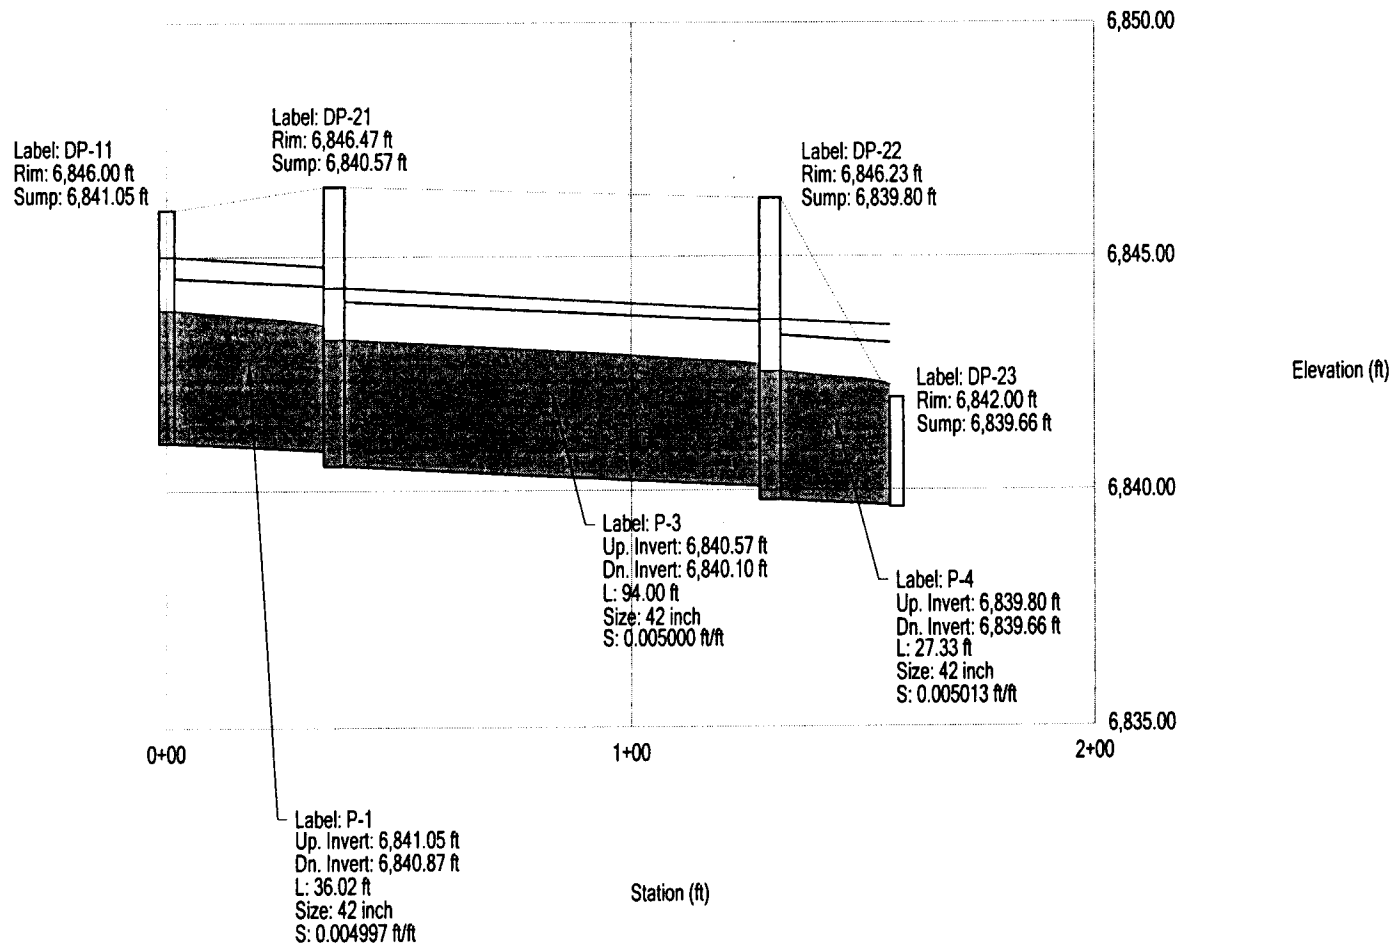 6,850.00
Label: DP-21
Rim: 6,846.47 ft
Sump: 6,840.57 ft
Label: DP-11
Rim: 6,846.00 ft
Sump: 6,841.05 ft
Label: DP-22
Rim: 6,846.23 ft
Sump: 6,839.80 ft
6,845.00
Elevation (ft)
Label: DP-23
Rim: 6,842.00 ft
Sump: 6,839.66 ft
6,840.00
Label: P-3
Up. Invert: 6,840.57 ft
Dn. Invert: 6,840.10 ft
L: 94.00 ft
Size: 42 inch
S: 0.005000 ft/ft
Label: P-4
Up. Invert: 6,839.80 ft
Dn. Invert: 6,839.66 ft
L: 27.33 ft
Size: 42 inch
S: 0.005013 ft/ft
6,835.00
0+00
1+00
2+00
Label: P-1
Up. Invert: 6,841.05 ft
Dn. Invert: 6,840.87 ft
L: 36.02 ft
Size: 42 inch
S: 0.004997 ft/ft
Station (ft)